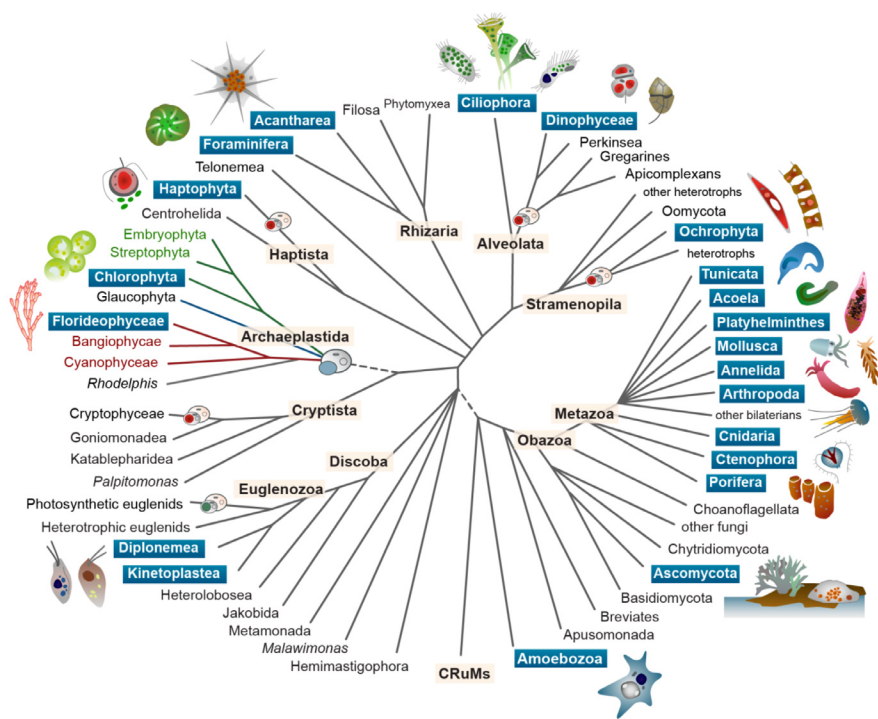 Ciliophora
Phytomyxea
Filosa
Acantharea
Dinophyceae
Foraminifera
Perkinsea
Gregarines
Telonemea
Apicomplexans
Haptophyta
other heterotrophs
Centrohelida
Oomycota
Rhizaria
Embryophyta
Ochrophyta
Alveolata
Streptophyta
Haptista
heterotrophs
Chlorophyta
Tunicata
Glaucophyta
Acoela
Stramenopila
Florideophyceae
Platyhelminthes
Archaeplastida
Bangiophycae
Mollusca
Cyanophyceae
Annelida
Rhodelphis
Arthropoda
Cryptophyceae
Cryptista
Metazoa
other bilaterians
Goniomonadea
Cnidaria
Obazoa
Katablepharidea
Discoba
Ctenophora
Palpitomonas
Porifera
Euglenozoa
Photosynthetic euglenids
Choanoflagellata
Heterotrophic euglenids
other fungi
Diplonemea
Chytridiomycota
Kinetoplastea
Ascomycota
Heterolobosea
Basidiomycota
Jakobida
Breviates
Metamonada
Apusomonada
Malawimonas
Amoebozoa
Hemimastigophora
CRuMs